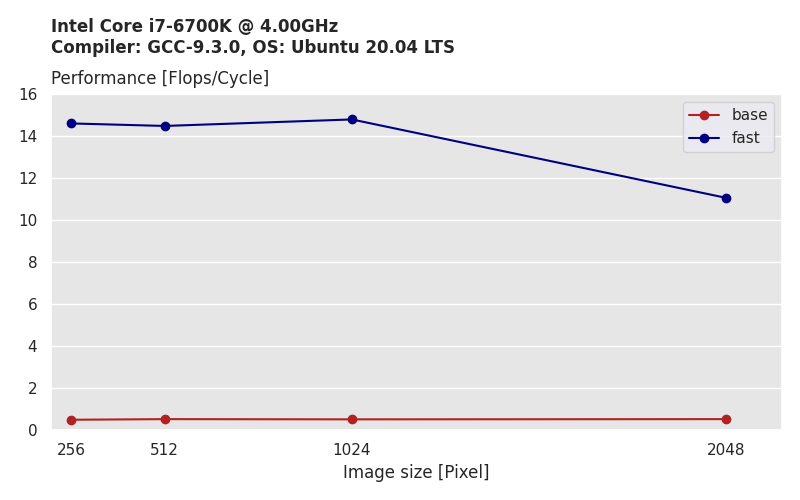 Intel Core i7-6700K @ 4.00GHz
Compiler: GCC-9.3.0, OS: Ubuntu 20.04 LTS
Performance [Flops/Cycle]
16
14
12
10
8
6
4
2
0
base
fast
256 512 1024 2048
Image size [Pixel]